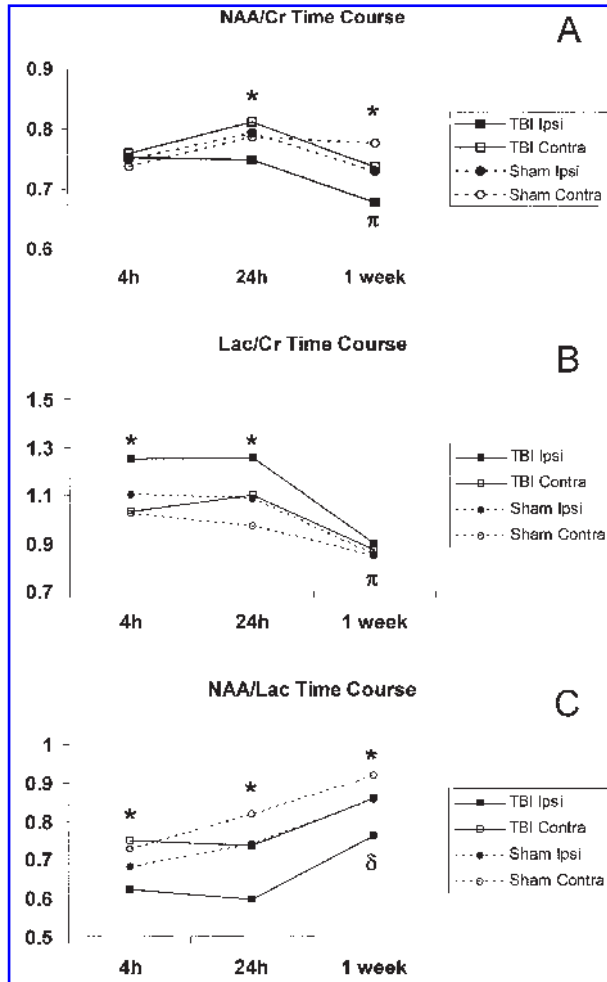 NAA/Cr Time Course
A
0.9
0.8
0.7
0.6
* *
π
4h 24h 1 week
TBI Ipsi
TBI Contra
Sham Ipsi
Sham Contra
Lac/Cr Time Course
B
1.5
1.3
1.1
0.9
0.7
* *
π
4h 24h 1 week
TBI Ipsi
TBI Contra
Sham Ipsi
Sham Contra
NAA/Lac Time Course
C
1
0.9
0.8
0.7
0.6
0.5
* * *
δ
4h 24h 1 week
TBI Ipsi
TBI Contra
Sham Ipsi
Sham Contra